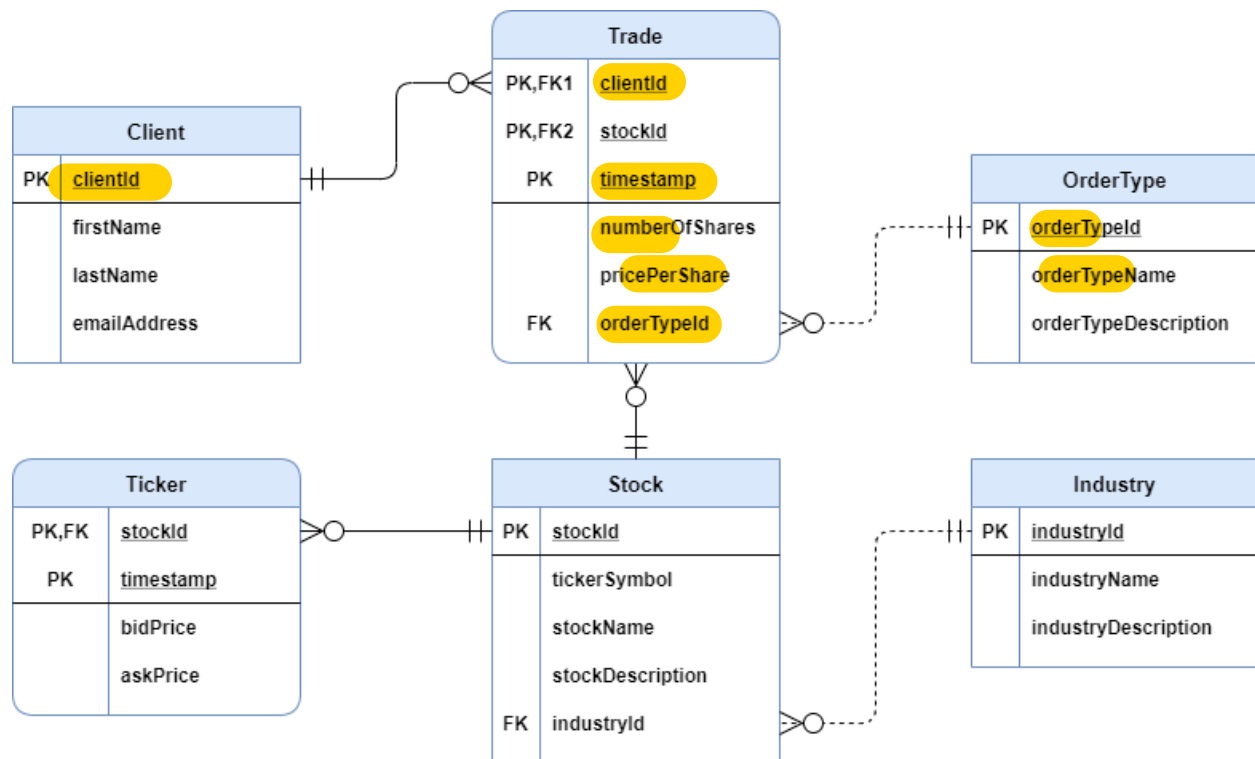 Trade
PK,FK1 clientId
PK,FK2 stockId
PK timestamp
numberOfShares
pricePerShare
FK orderTypeId
Client
PK clientId
firstName
lastName
emailAddress
OrderType
PK orderTypeId
orderTypeName
orderTypeDescription
Ticker
PK,FK stockId
PK timestamp
bidPrice
askPrice
Stock
PK stockId
tickerSymbol
stockName
stockDescription
FK industryId
Industry
PK industryId
industryName
industryDescription